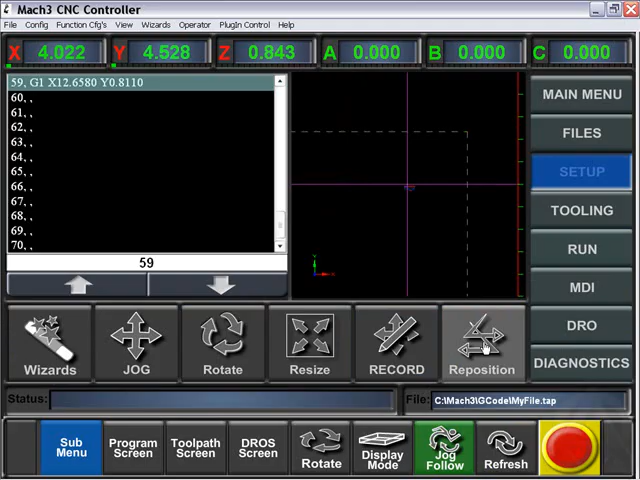 Mach3 CNC Controller
File Config Function Cfg's View Wizards Operator PlugIn Control Help
X 4.022 Y 4.528 Z 0.843 A 0.000 B 0.000 C 0.000
59, G1 X12.6580 Y0.8110
60, ,
61, ,
62, ,
63, ,
64, ,
65, ,
66, ,
67, ,
68, ,
69, ,
70, ,
59
MAIN MENU
FILES
SETUP
TOOLING
RUN
MDI
DRO
DIAGNOSTICS
Wizards JOG Rotate Resize RECORD Reposition
Status: File: C:\Mach3\GCode\MyFile.tap
Sub Menu
Program Screen
Toolpath Screen
DROS Screen
Rotate
Display Mode
Jog Follow
Refresh